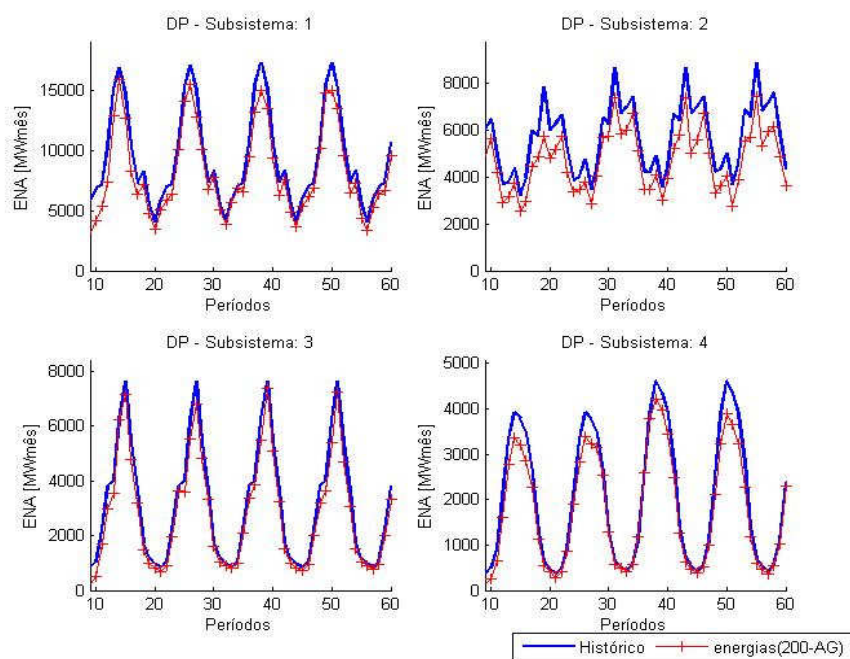 DP - Subsistema: 1
15000
10000
5000
0
ENA [MWmês]
10 20 30 40 50 60
Períodos
DP - Subsistema: 2
8000
6000
4000
2000
0
ENA [MWmês]
10 20 30 40 50 60
Períodos
DP - Subsistema: 3
8000
6000
4000
2000
0
ENA [MWmês]
10 20 30 40 50 60
DP - Subsistema: 4
5000
4000
3000
2000
1000
0
ENA [MWmês]
10 20 30 40 50 60
Histórico energias(200-AG)